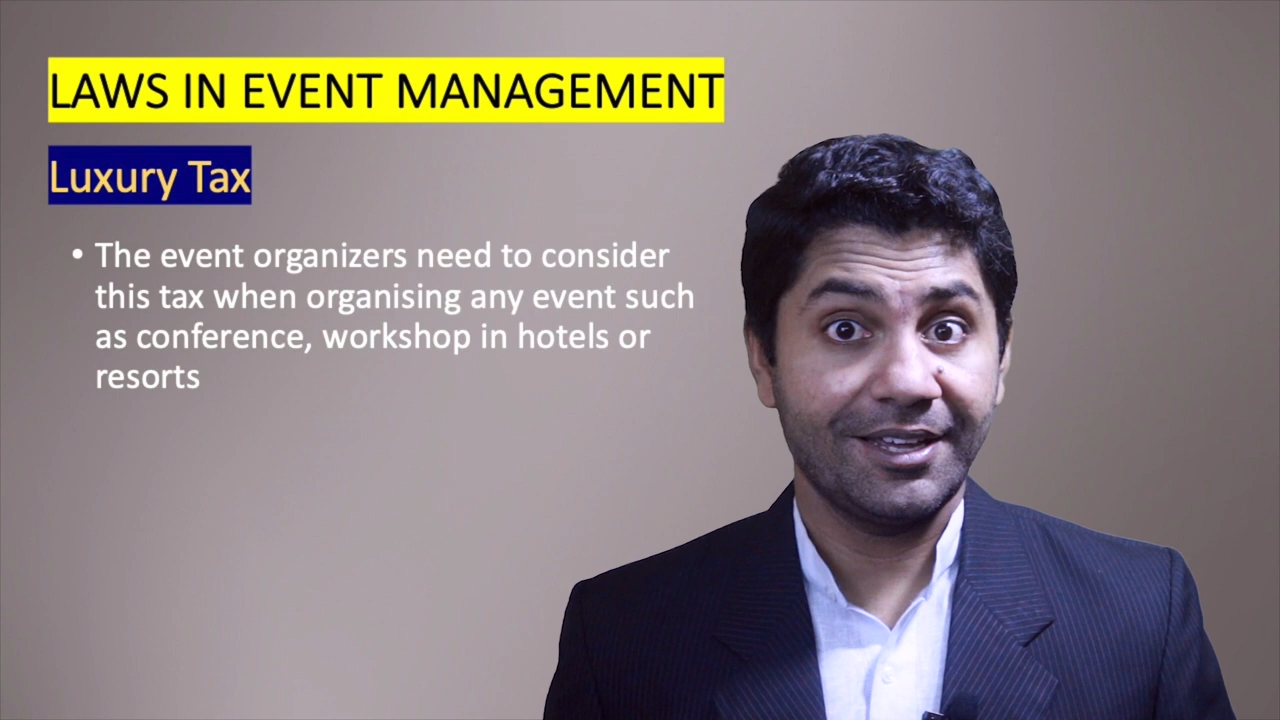 LAWS IN EVENT MANAGEMENT
Luxury Tax
• The event organizers need to consider
this tax when organising any event such
as conference, workshop in hotels or
resorts